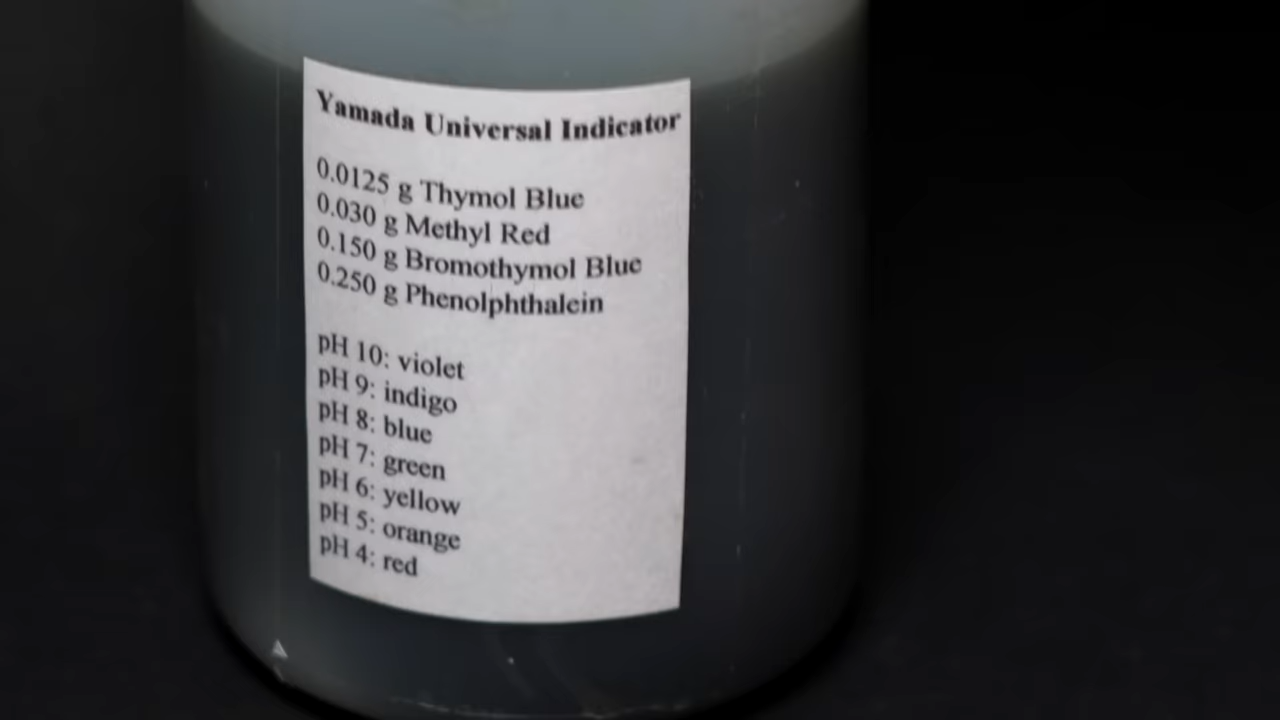 Yamada Universal Indicator
0.0125 g Thymol Blue
0.030 g Methyl Red
0.150 g Bromothymol Blue
0.250 g Phenolphthalein
pH 10: violet
pH 9: indigo
pH 8: blue
pH 7: green
pH 6: yellow
pH 5: orange
pH 4: red